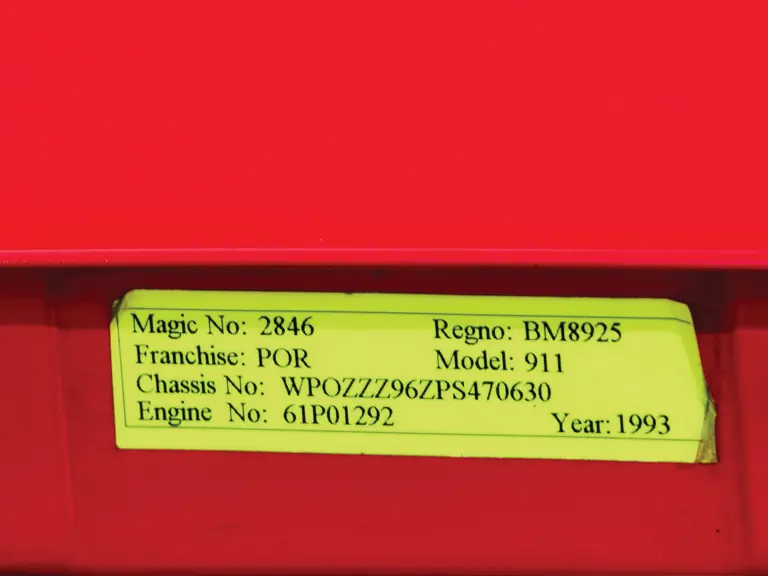 Magic No: 2846 Regno: BM8925
Franchise: POR Model: 911
Chassis No: WPOZZZ96ZPS470630
Engine No: 61P01292 Year:1993